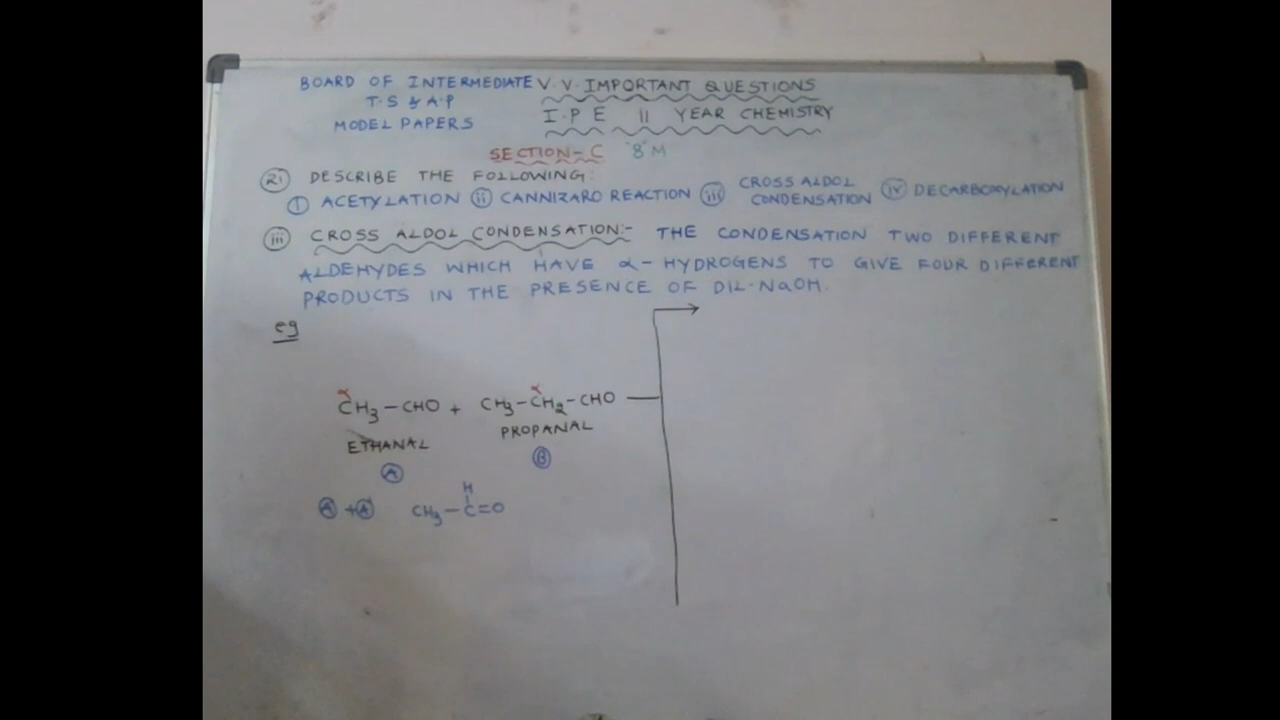 BOARD OF INTERMEDIATE V.V. IMPORTANT QUESTIONS
T.S & A.P
I.P.E II YEAR CHEMISTRY
MODEL PAPERS
SECTION-C "8"M
21 DESCRIBE THE FOLLOWING:
i ACETYLATION ii CANNIZARO REACTION iii CROSS ALDOL CONDENSATION iv DECARBOXYLATION
iii CROSS ALDOL CONDENSATION:- THE CONDENSATION TWO DIFFERENT
ALDEHYDES WHICH HAVE α-HYDROGENS TO GIVE FOUR DIFFERENT
PRODUCTS IN THE PRESENCE OF DIL.NaOH.
eg
α α
CH3-CHO + CH3-CH2-CHO
ETHANAL PROPANAL
A B
H
A + A CH3-C=O